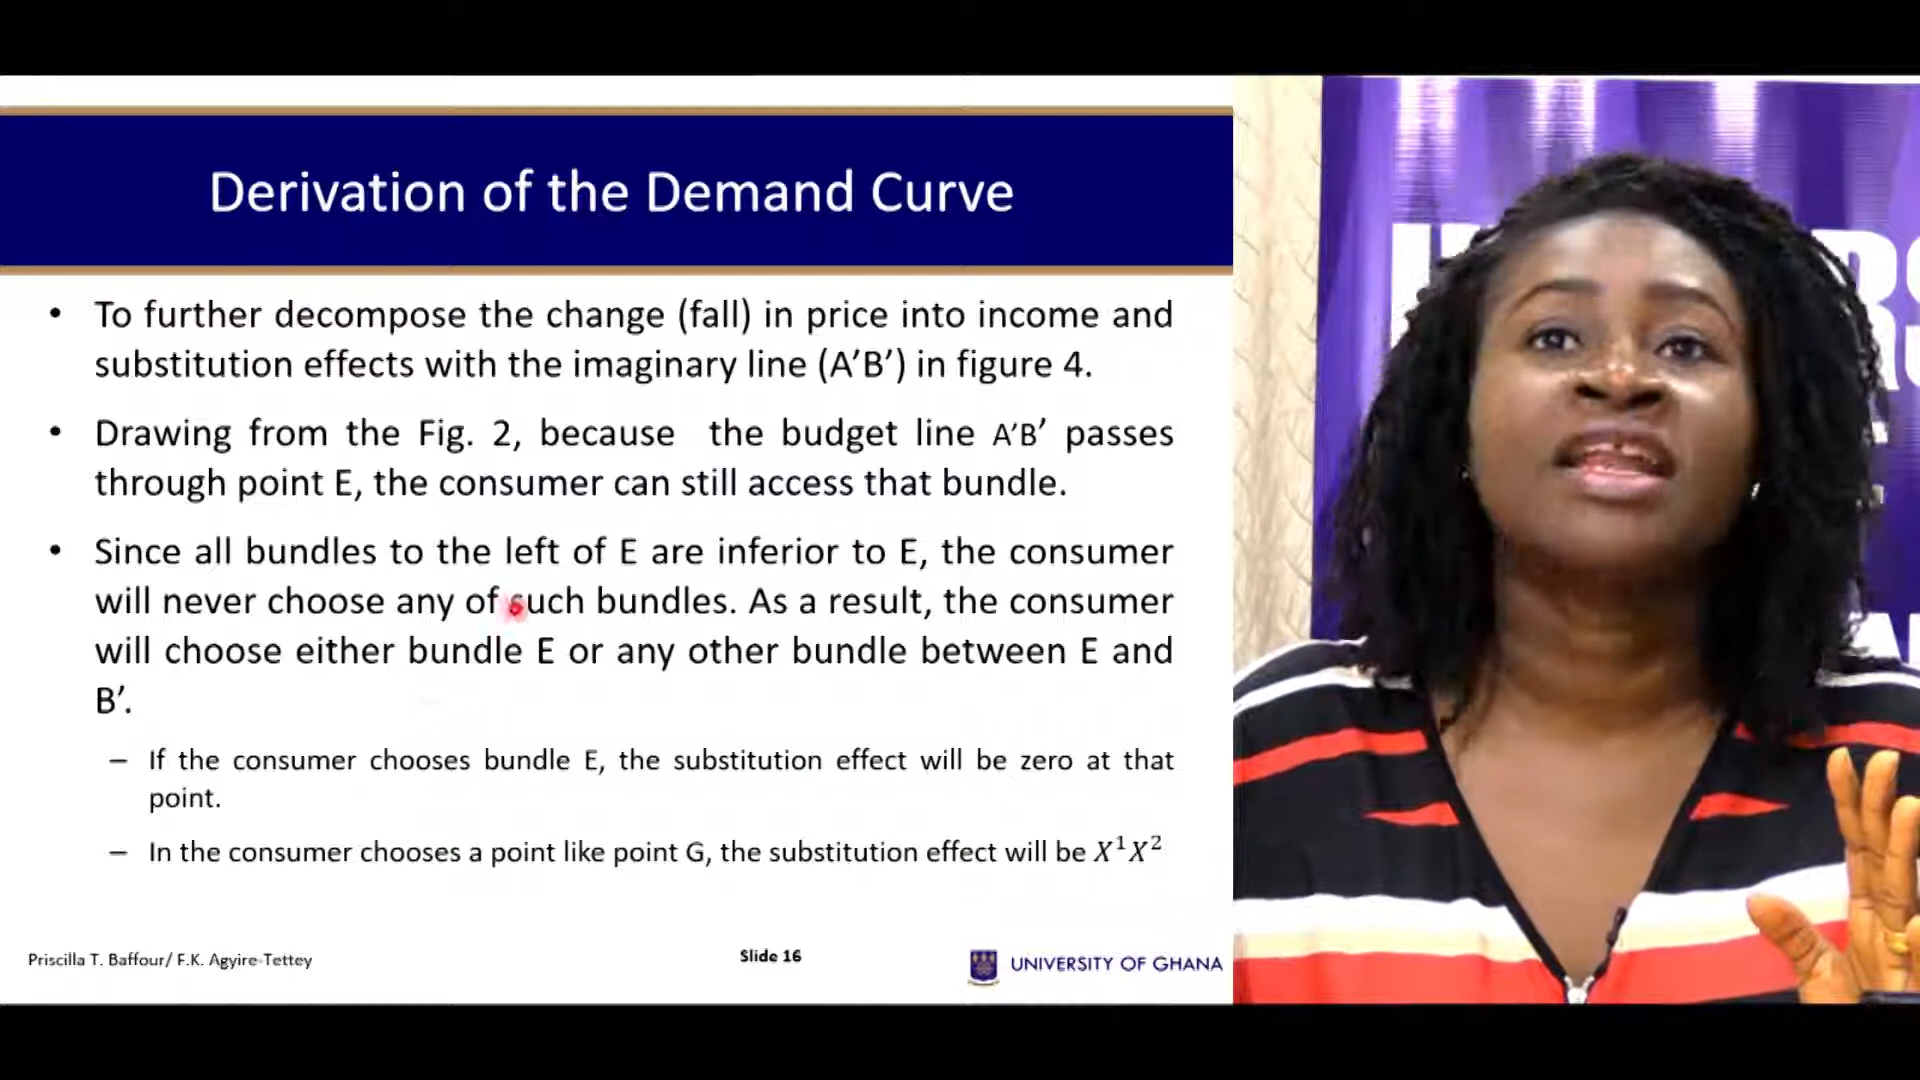 Derivation of the Demand Curve
• To further decompose the change (fall) in price into income and
substitution effects with the imaginary line (A’B’) in figure 4.
• Drawing from the Fig. 2, because the budget line A’B’ passes
through point E, the consumer can still access that bundle.
• Since all bundles to the left of E are inferior to E, the consumer
will never choose any of such bundles. As a result, the consumer
will choose either bundle E or any other bundle between E and
B’.
– If the consumer chooses bundle E, the substitution effect will be zero at that
point.
– In the consumer chooses a point like point G, the substitution effect will be X¹X²
Priscilla T. Baffour/ F.K. Agyire-Tettey
Slide 16
UNIVERSITY OF GHANA